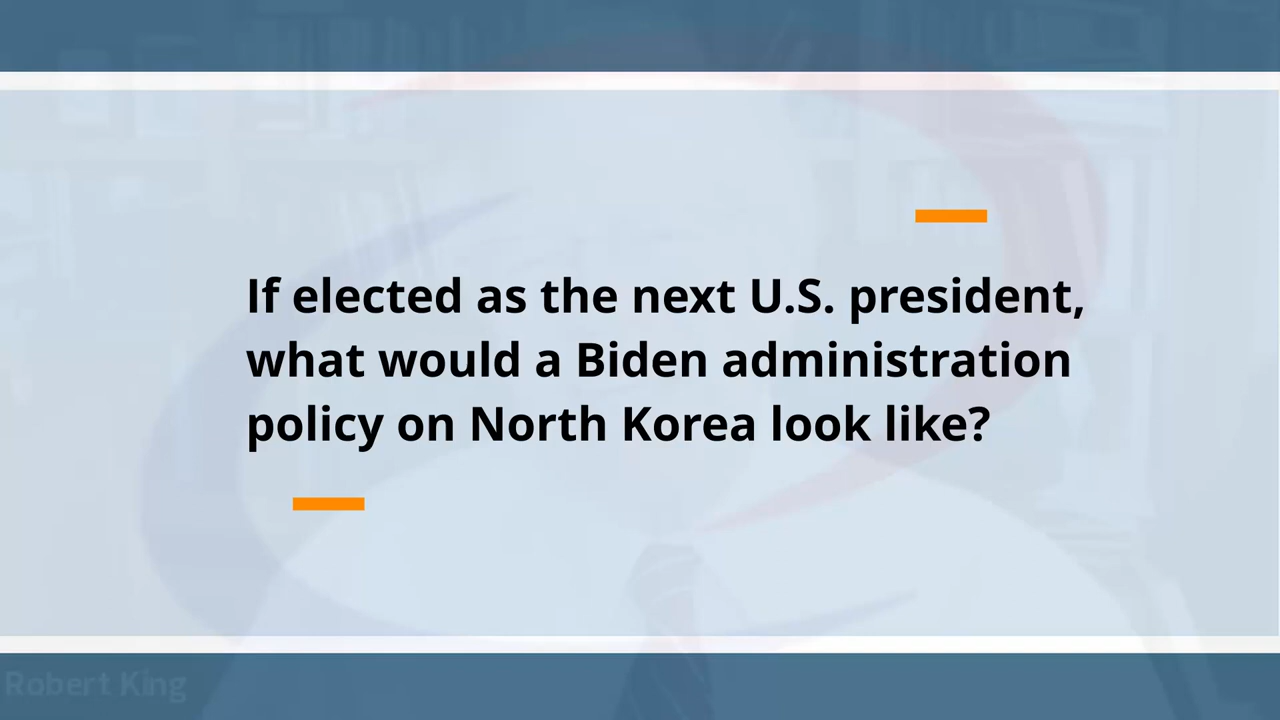 If elected as the next U.S. president,
what would a Biden administration
policy on North Korea look like?
Robert King